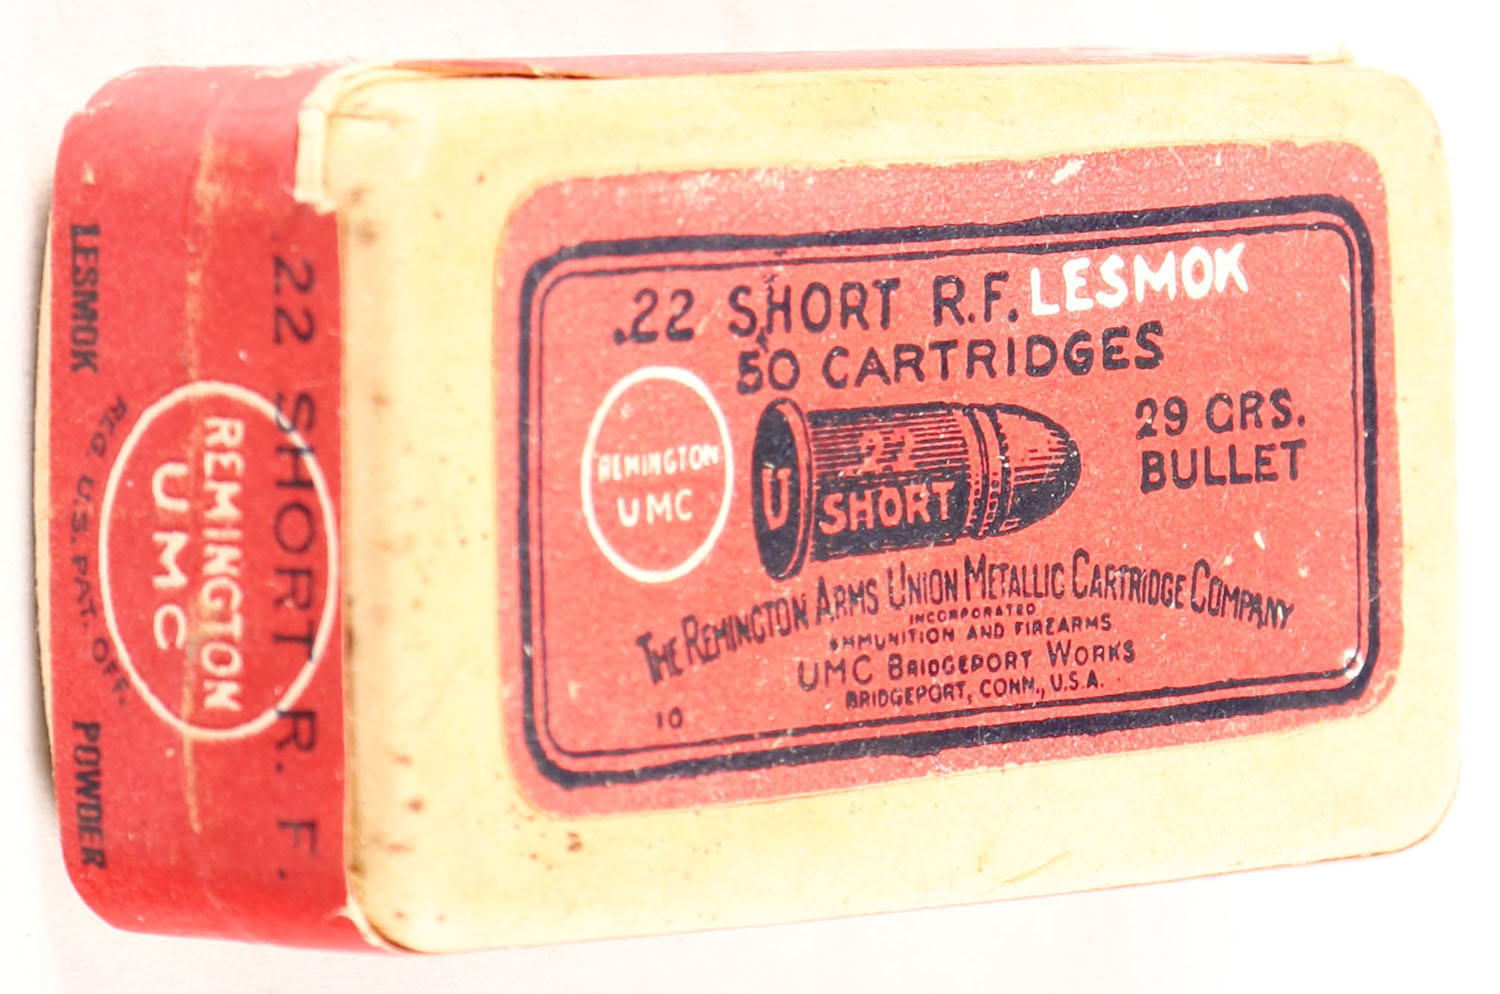 .22 SHORT R.F. LESMOK
50 CARTRIDGES
REMINGTON
UMC
U
22
SHORT
29 GRS.
BULLET
THE REMINGTON ARMS UNION METALLIC CARTRIDGE COMPANY
INCORPORATED
AMMUNITION AND FIREARMS
UMC BRIDGEPORT WORKS
BRIDGEPORT, CONN., U.S.A.
10
.22 SHORT R. F.
REMINGTON
UMC
REG. U.S. PAT. OFF.
LESMOK POWDER